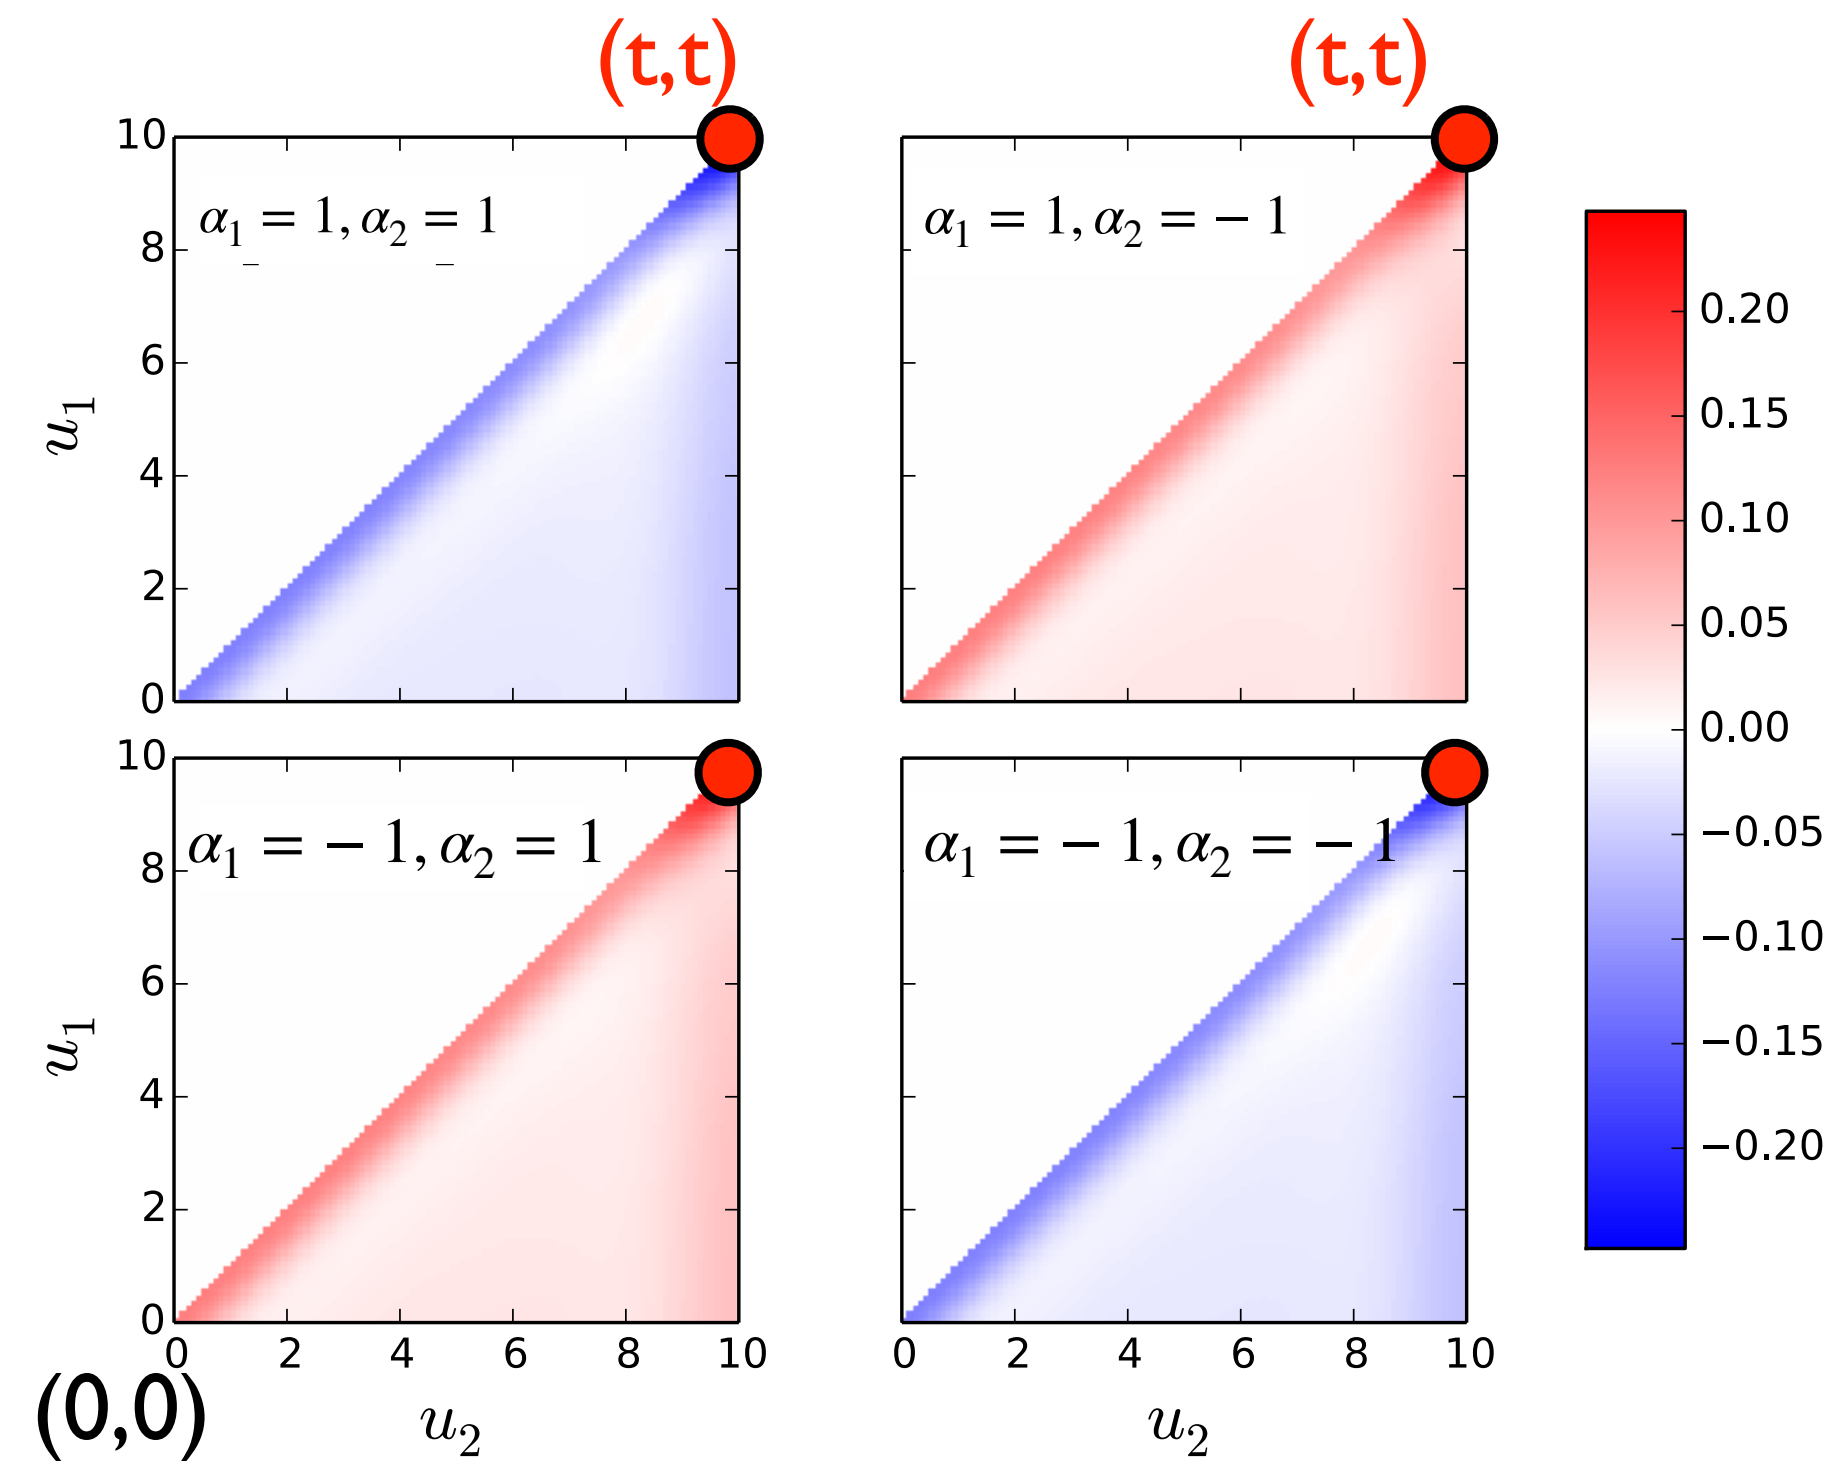 (t,t)
(t,t)
10
8
6
4
2
0
u1
α1 = 1, α2 = 1
α1 = 1, α2 = − 1
0.20
0.15
0.10
0.05
0.00
−0.05
−0.10
−0.15
−0.20
10
8
6
4
2
0
u1
α1 = − 1, α2 = 1
α1 = − 1, α2 = − 1
0 2 4 6 8 10
0 2 4 6 8 10
(0,0)
u2
u2